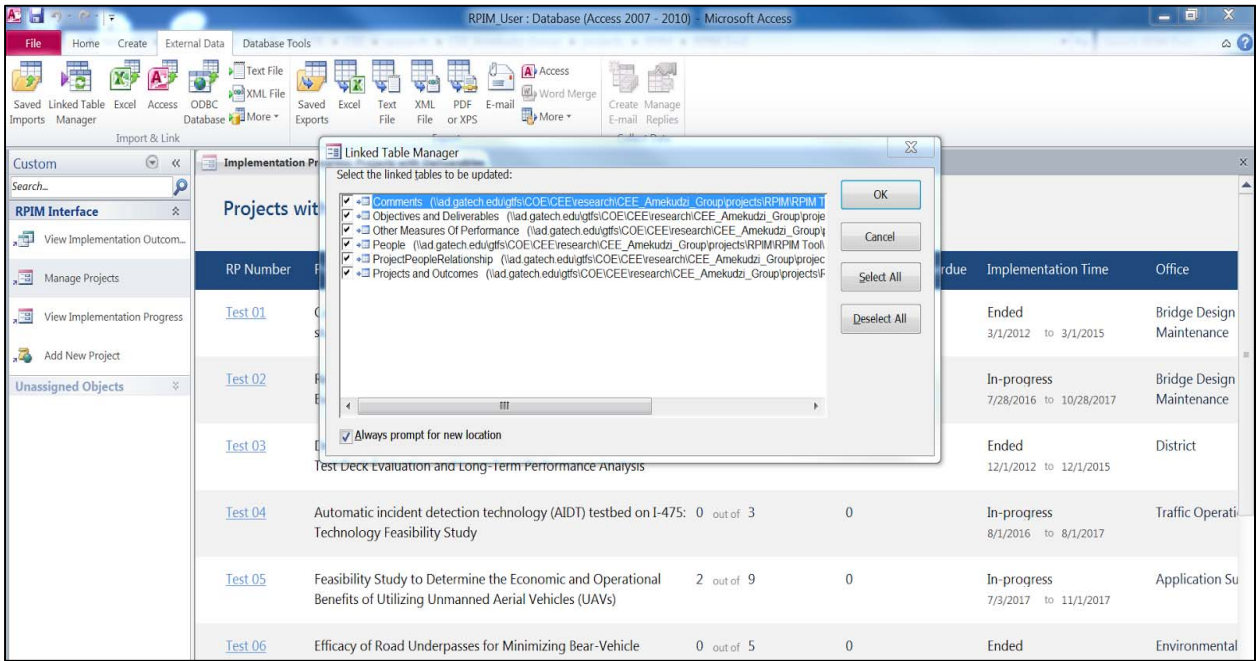 RPIM_User : Database (Access 2007 - 2010) - Microsoft Access
File Home Create External Data Database Tools
Saved Imports
Linked Table Manager
Excel
Access
ODBC Database
Text File
XML File
More
Import & Link
Saved Exports
Excel
Text File
XML File
PDF or XPS
E-mail
Access
Word Merge
More
Create E-mail
Manage Replies
Custom
Search...
RPIM Interface
View Implementation Outcom...
Manage Projects
View Implementation Progress
Add New Project
Unassigned Objects
Implementation Pr
Projects wit
Linked Table Manager
Select the linked tables to be updated:
Comments (\\ad.gatech.edu\gtfs\COE\CEE\research\CEE_Amekudzi_Group\projects\RPIM\RPIM T
Objectives and Deliverables (\\ad.gatech.edu\gtfs\COE\CEE\research\CEE_Amekudzi_Group\proje
Other Measures Of Performance (\\ad.gatech.edu\gtfs\COE\CEE\research\CEE_Amekudzi_Group\p
People (\\ad.gatech.edu\gtfs\COE\CEE\research\CEE_Amekudzi_Group\projects\RPIM\RPIM Tool\
ProjectPeopleRelationship (\\ad.gatech.edu\gtfs\COE\CEE\research\CEE_Amekudzi_Group\projec
Projects and Outcomes (\\ad.gatech.edu\gtfs\COE\CEE\research\CEE_Amekudzi_Group\projects\R
Always prompt for new location
OK
Cancel
Select All
Deselect All
RP Number rdue Implementation Time Office
Test 01 Ended Bridge Design
3/1/2012 to 3/1/2015 Maintenance
Test 02 In-progress Bridge Design
7/28/2016 to 10/28/2017 Maintenance
Test 03 Ended District
Test Deck Evaluation and Long-Term Performance Analysis 12/1/2012 to 12/1/2015
Test 04 Automatic incident detection technology (AIDT) testbed on I-475: 0 out of 3 0 In-progress Traffic Operati
Technology Feasibility Study 8/1/2016 to 8/1/2017
Test 05 Feasibility Study to Determine the Economic and Operational 2 out of 9 0 In-progress Application Su
Benefits of Utilizing Unmanned Aerial Vehicles (UAVs) 7/3/2017 to 11/1/2017
Test 06 Efficacy of Road Underpasses for Minimizing Bear-Vehicle 0 out of 5 0 Ended Environmental